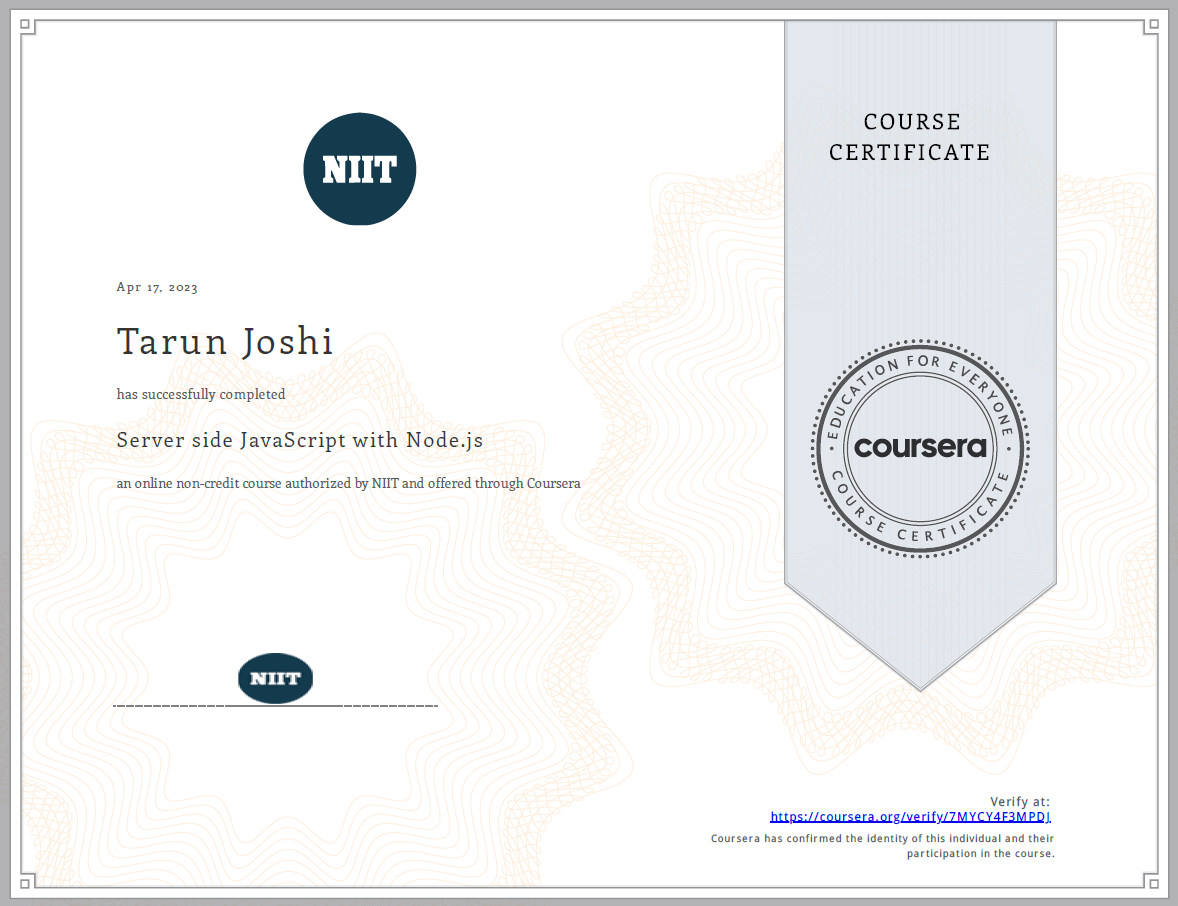 NIIT
Apr 17, 2023
Tarun Joshi
has successfully completed
Server side JavaScript with Node.js
an online non-credit course authorized by NIIT and offered through Coursera
NIIT
COURSE
CERTIFICATE
EDUCATION FOR EVERYONE
coursera
COURSE CERTIFICATE
Verify at:
https://coursera.org/verify/7MYCY4F3MPDJ
Coursera has confirmed the identity of this individual and their
participation in the course.